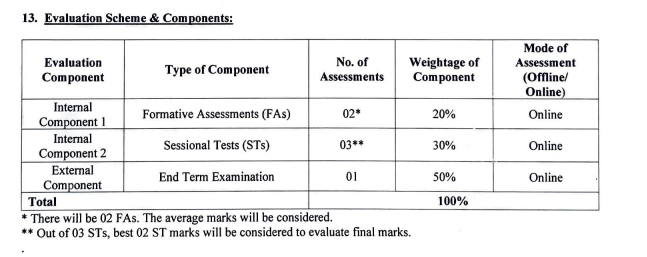 13. Evaluation Scheme & Components:
Evaluation Component | Type of Component | No. of Assessments | Weightage of Component | Mode of Assessment (Offline/ Online)
Internal Component 1 | Formative Assessments (FAs) | 02* | 20% | Online
Internal Component 2 | Sessional Tests (STs) | 03** | 30% | Online
External Component | End Term Examination | 01 | 50% | Online
Total | 100%
* There will be 02 FAs. The average marks will be considered.
** Out of 03 STs, best 02 ST marks will be considered to evaluate final marks.